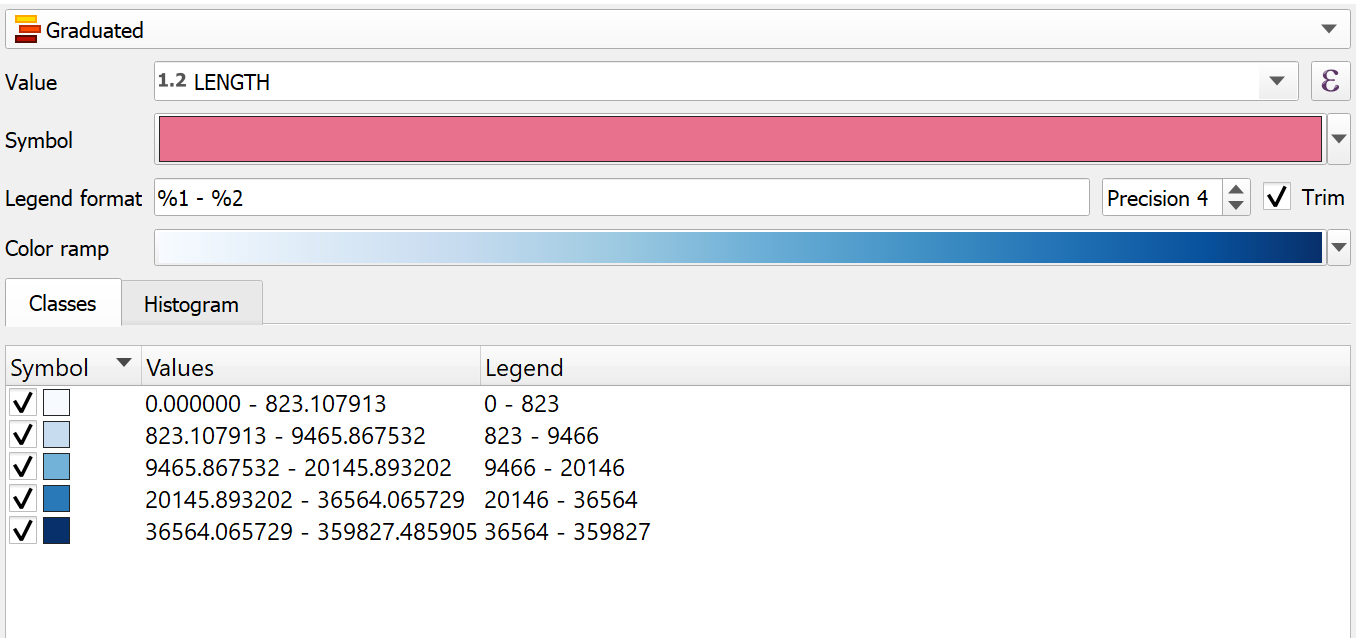 Graduated
Value 1.2 LENGTH ε
Symbol
Legend format %1 - %2 Precision 4 Trim
Color ramp
Classes Histogram
Symbol Values Legend
0.000000 - 823.107913 0 - 823
823.107913 - 9465.867532 823 - 9466
9465.867532 - 20145.893202 9466 - 20146
20145.893202 - 36564.065729 20146 - 36564
36564.065729 - 359827.485905 36564 - 359827